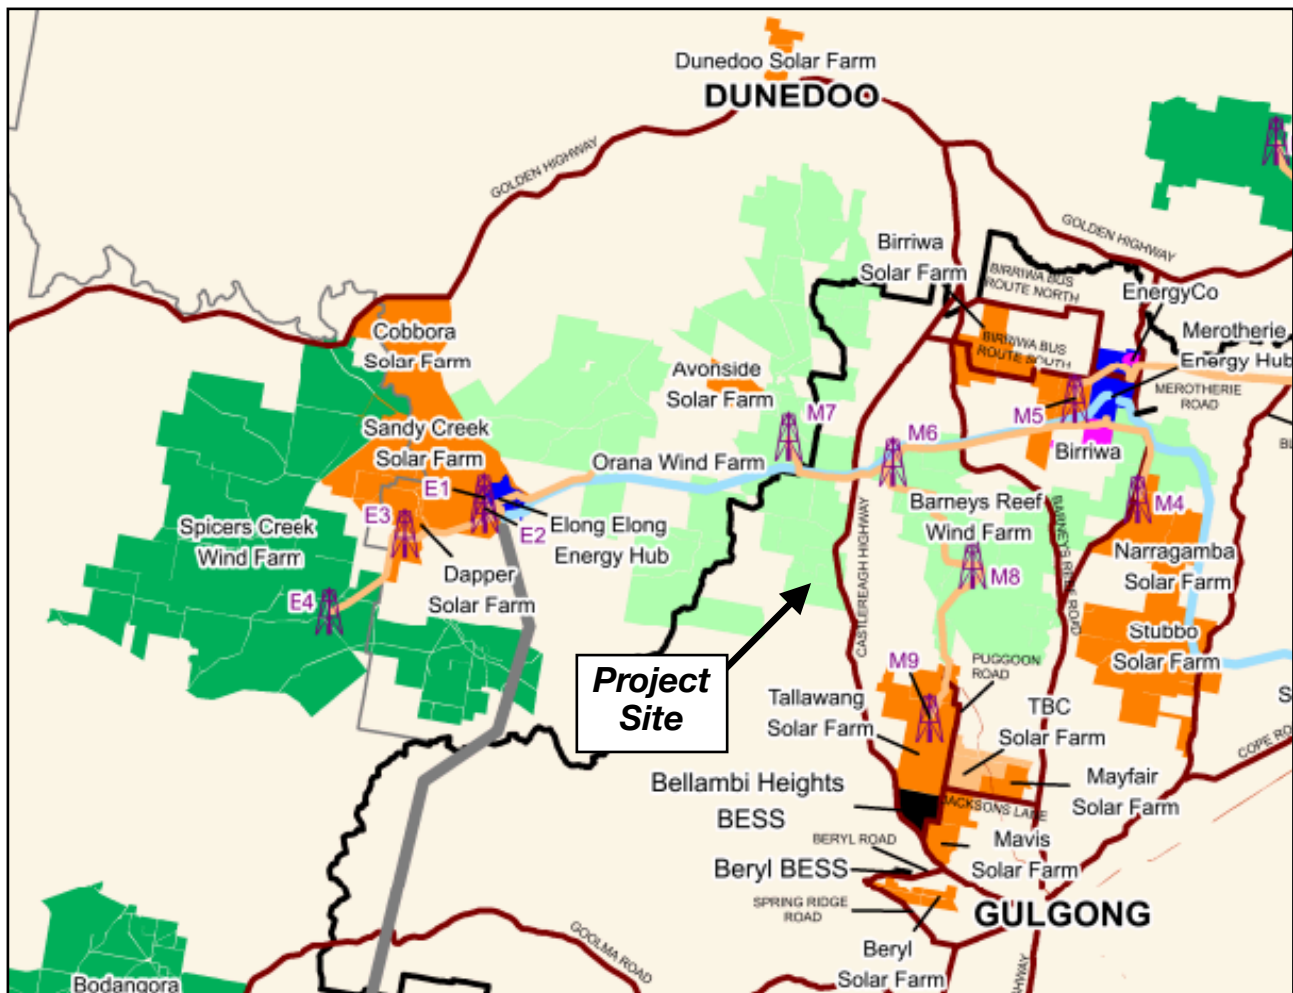 Dunedoo Solar Farm
DUNEDOO
GOLDEN HIGHWAY
GOLDEN HIGHWAY
Birriwa
Solar Farm
BIRRIWA BUS
ROUTE NORTH
EnergyCo
Merotherie
Energy Hub
BIRRIWA BUS
ROUTE SOUTH
MEROTHERIE
ROAD
Cobbora
Solar Farm
Avonside
Solar Farm
M7
M6
M5
Birriwa
Sandy Creek
Solar Farm
Orana Wind Farm
E1
E2
E3
E4
Elong Elong
Energy Hub
Spicers Creek
Wind Farm
Dapper
Solar Farm
Barneys Reef
Wind Farm
M4
M8
CASTLEREAGH HIGHWAY
BARNEYS REEF ROAD
Narragamba
Solar Farm
Stubbo
Solar Farm
Project
Site
M9
PUGGOON
ROAD
Tallawang
Solar Farm
TBC
Solar Farm
COPE RO
S
Mayfair
Solar Farm
Bellambi Heights
BESS
JACKSONS LANE
BERYL ROAD
Mavis
Solar Farm
Beryl BESS
SPRING RIDGE
ROAD
GULGONG
Beryl
Solar Farm
GOOLMA ROAD
HWAY
Bodangora